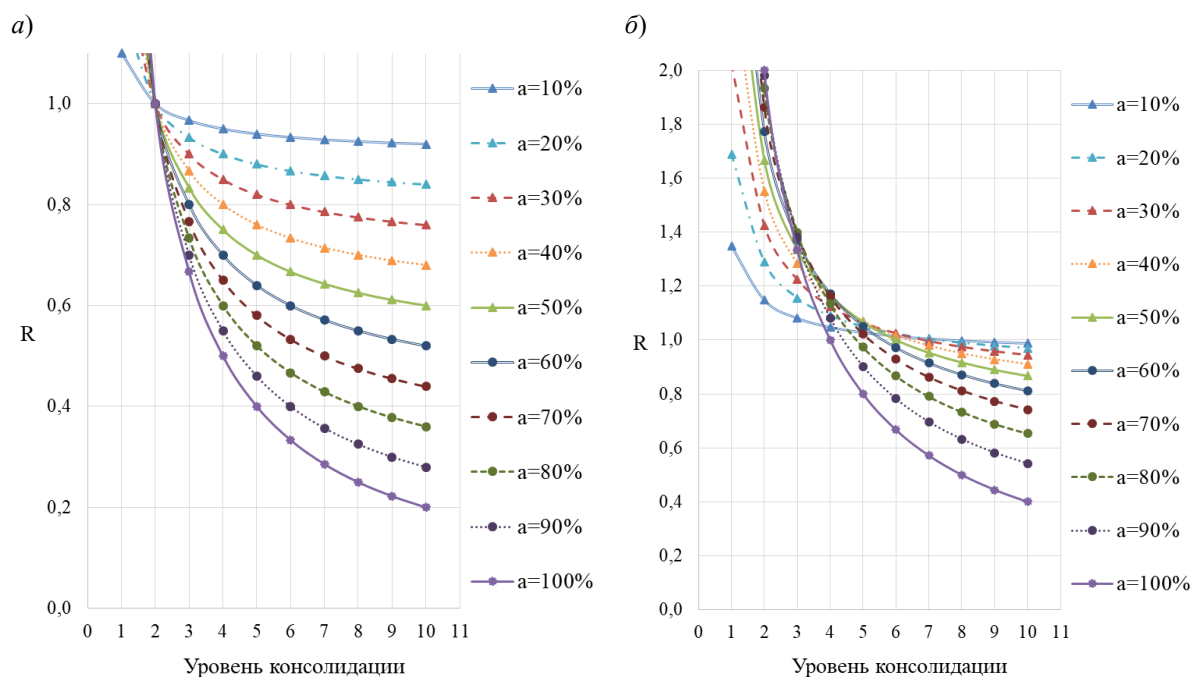 а)
1,0
0,8
0,6
R
0,4
0,2
0,0
0 1 2 3 4 5 6 7 8 9 10 11
Уровень консолидации
a=10%
a=20%
a=30%
a=40%
a=50%
a=60%
a=70%
a=80%
a=90%
a=100%
б)
2,0
1,8
1,6
1,4
1,2
1,0
R
0,8
0,6
0,4
0,2
0,0
0 1 2 3 4 5 6 7 8 9 10 11
Уровень консолидации
a=10%
a=20%
a=30%
a=40%
a=50%
a=60%
a=70%
a=80%
a=90%
a=100%